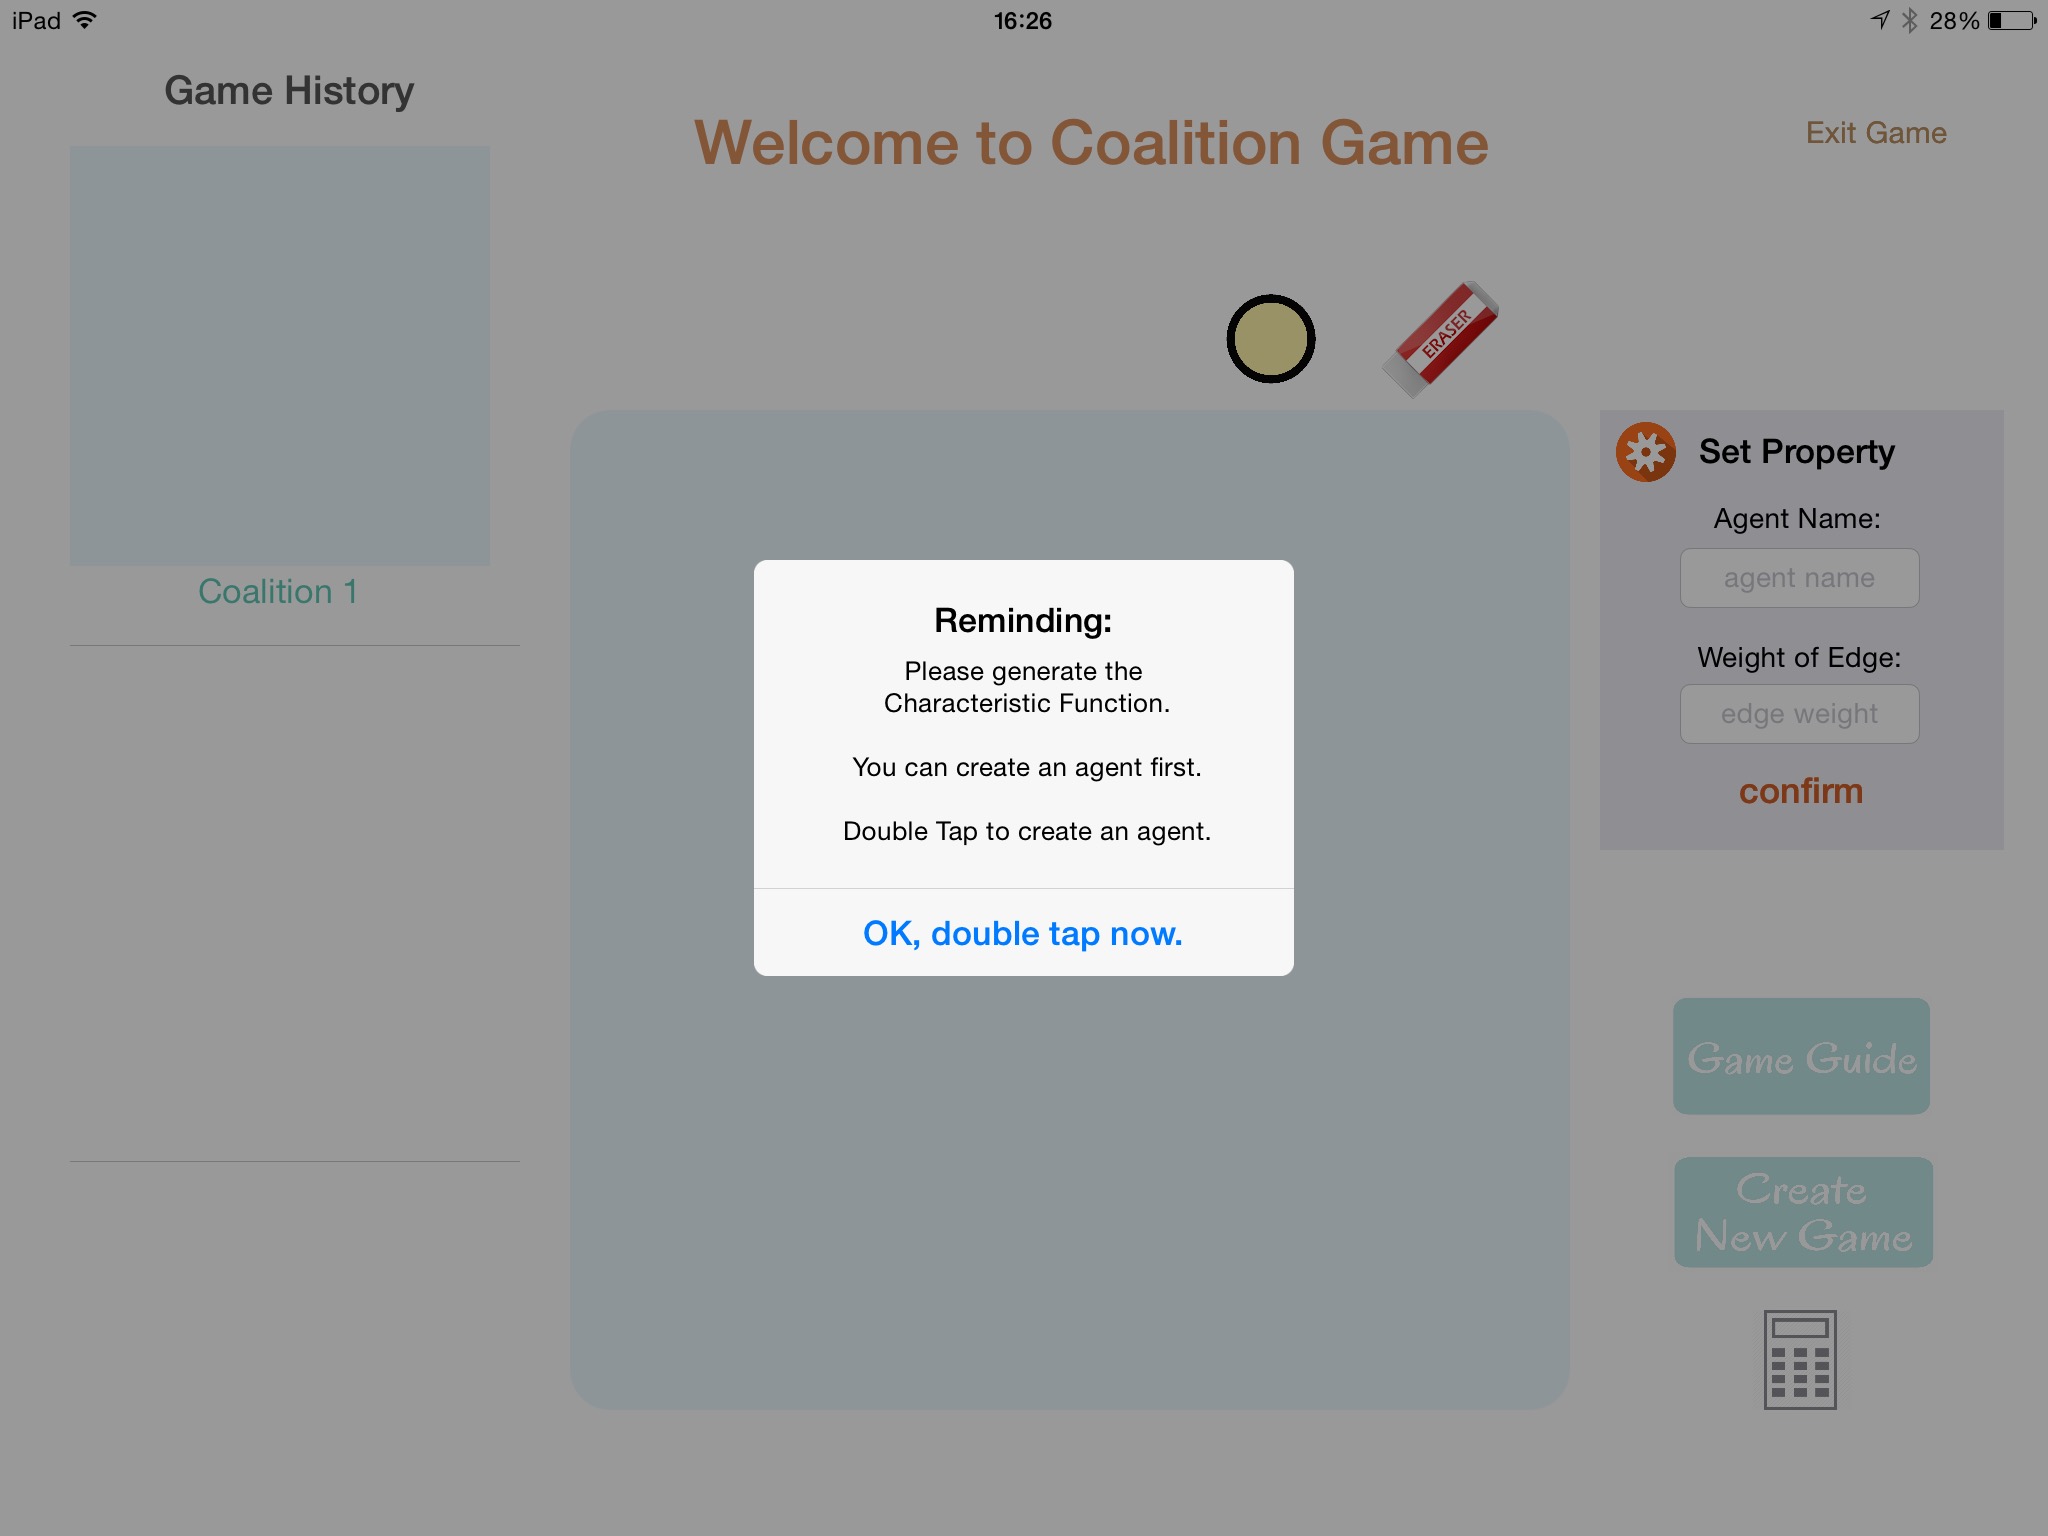 iPad
16:26
28%
Game History
Welcome to Coalition Game
Exit Game
ERASER
Coalition 1
Set Property
Agent Name:
agent name
Weight of Edge:
edge weight
confirm
Reminding:
Please generate the
Characteristic Function.
You can create an agent first.
Double Tap to create an agent.
OK, double tap now.
Game Guide
Create
New Game